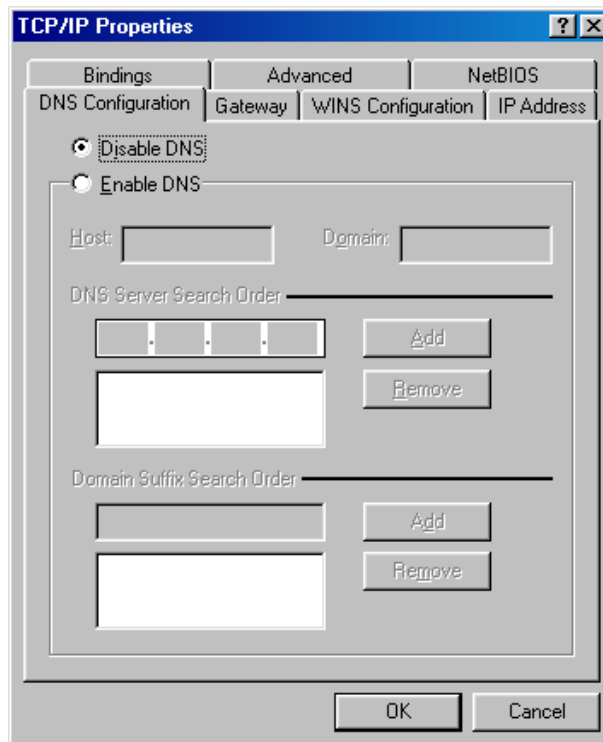 TCP/IP Properties ? X
Bindings Advanced NetBIOS
DNS Configuration Gateway WINS Configuration IP Address
Disable DNS
Enable DNS
Host: Domain:
DNS Server Search Order
. . . Add
Remove
Domain Suffix Search Order
Add
Remove
OK Cancel